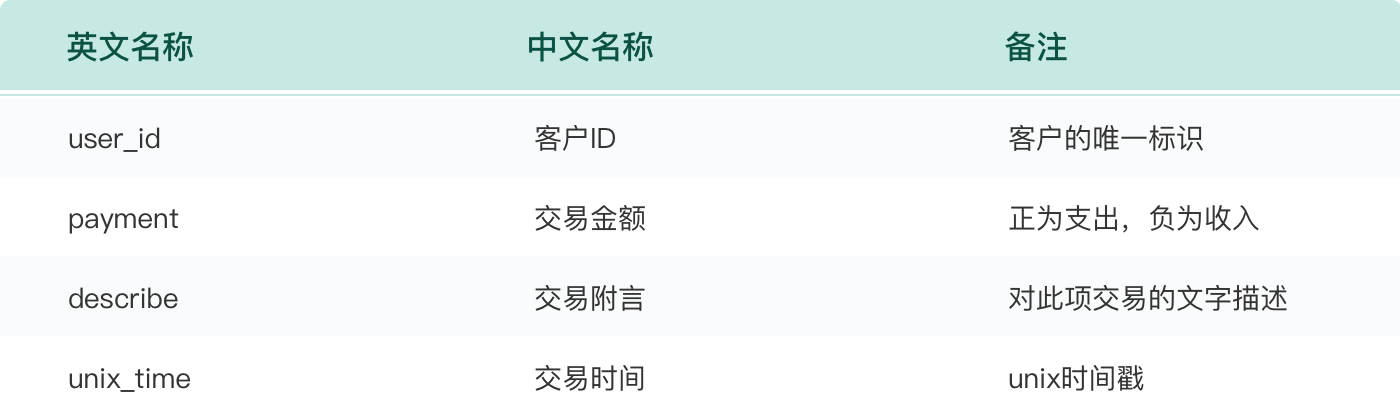 英文名称 中文名称 备注
user_id 客户ID 客户的唯一标识
payment 交易金额 正为支出，负为收入
describe 交易附言 对此项交易的文字描述
unix_time 交易时间 unix时间戳